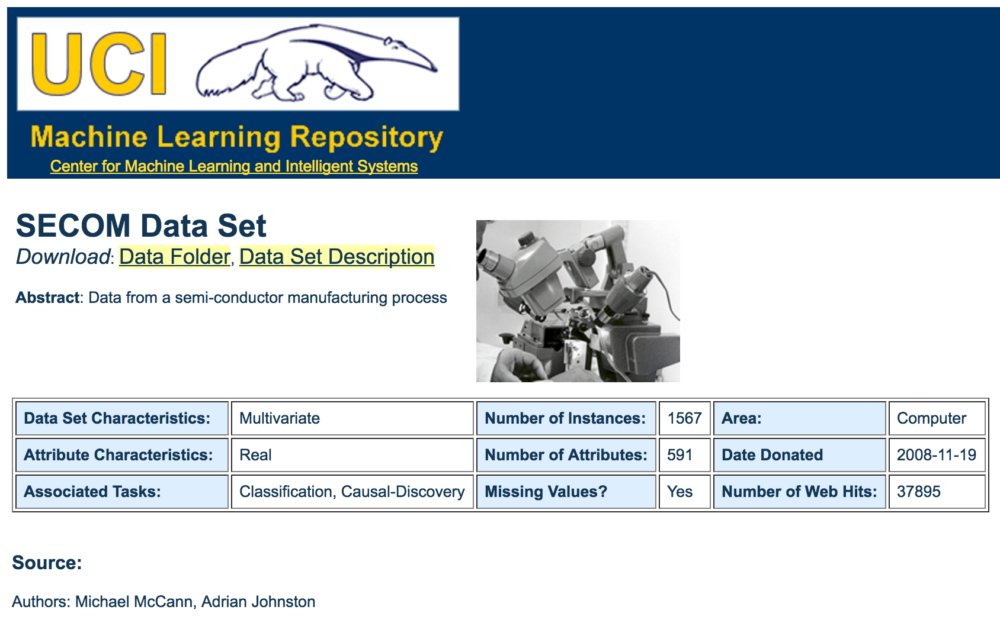 UCI
Machine Learning Repository
Center for Machine Learning and Intelligent Systems
SECOM Data Set
Download: Data Folder, Data Set Description
Abstract: Data from a semi-conductor manufacturing process
Data Set Characteristics: Multivariate Number of Instances: 1567 Area: Computer
Attribute Characteristics: Real Number of Attributes: 591 Date Donated 2008-11-19
Associated Tasks: Classification, Causal-Discovery Missing Values? Yes Number of Web Hits: 37895
Source:
Authors: Michael McCann, Adrian Johnston